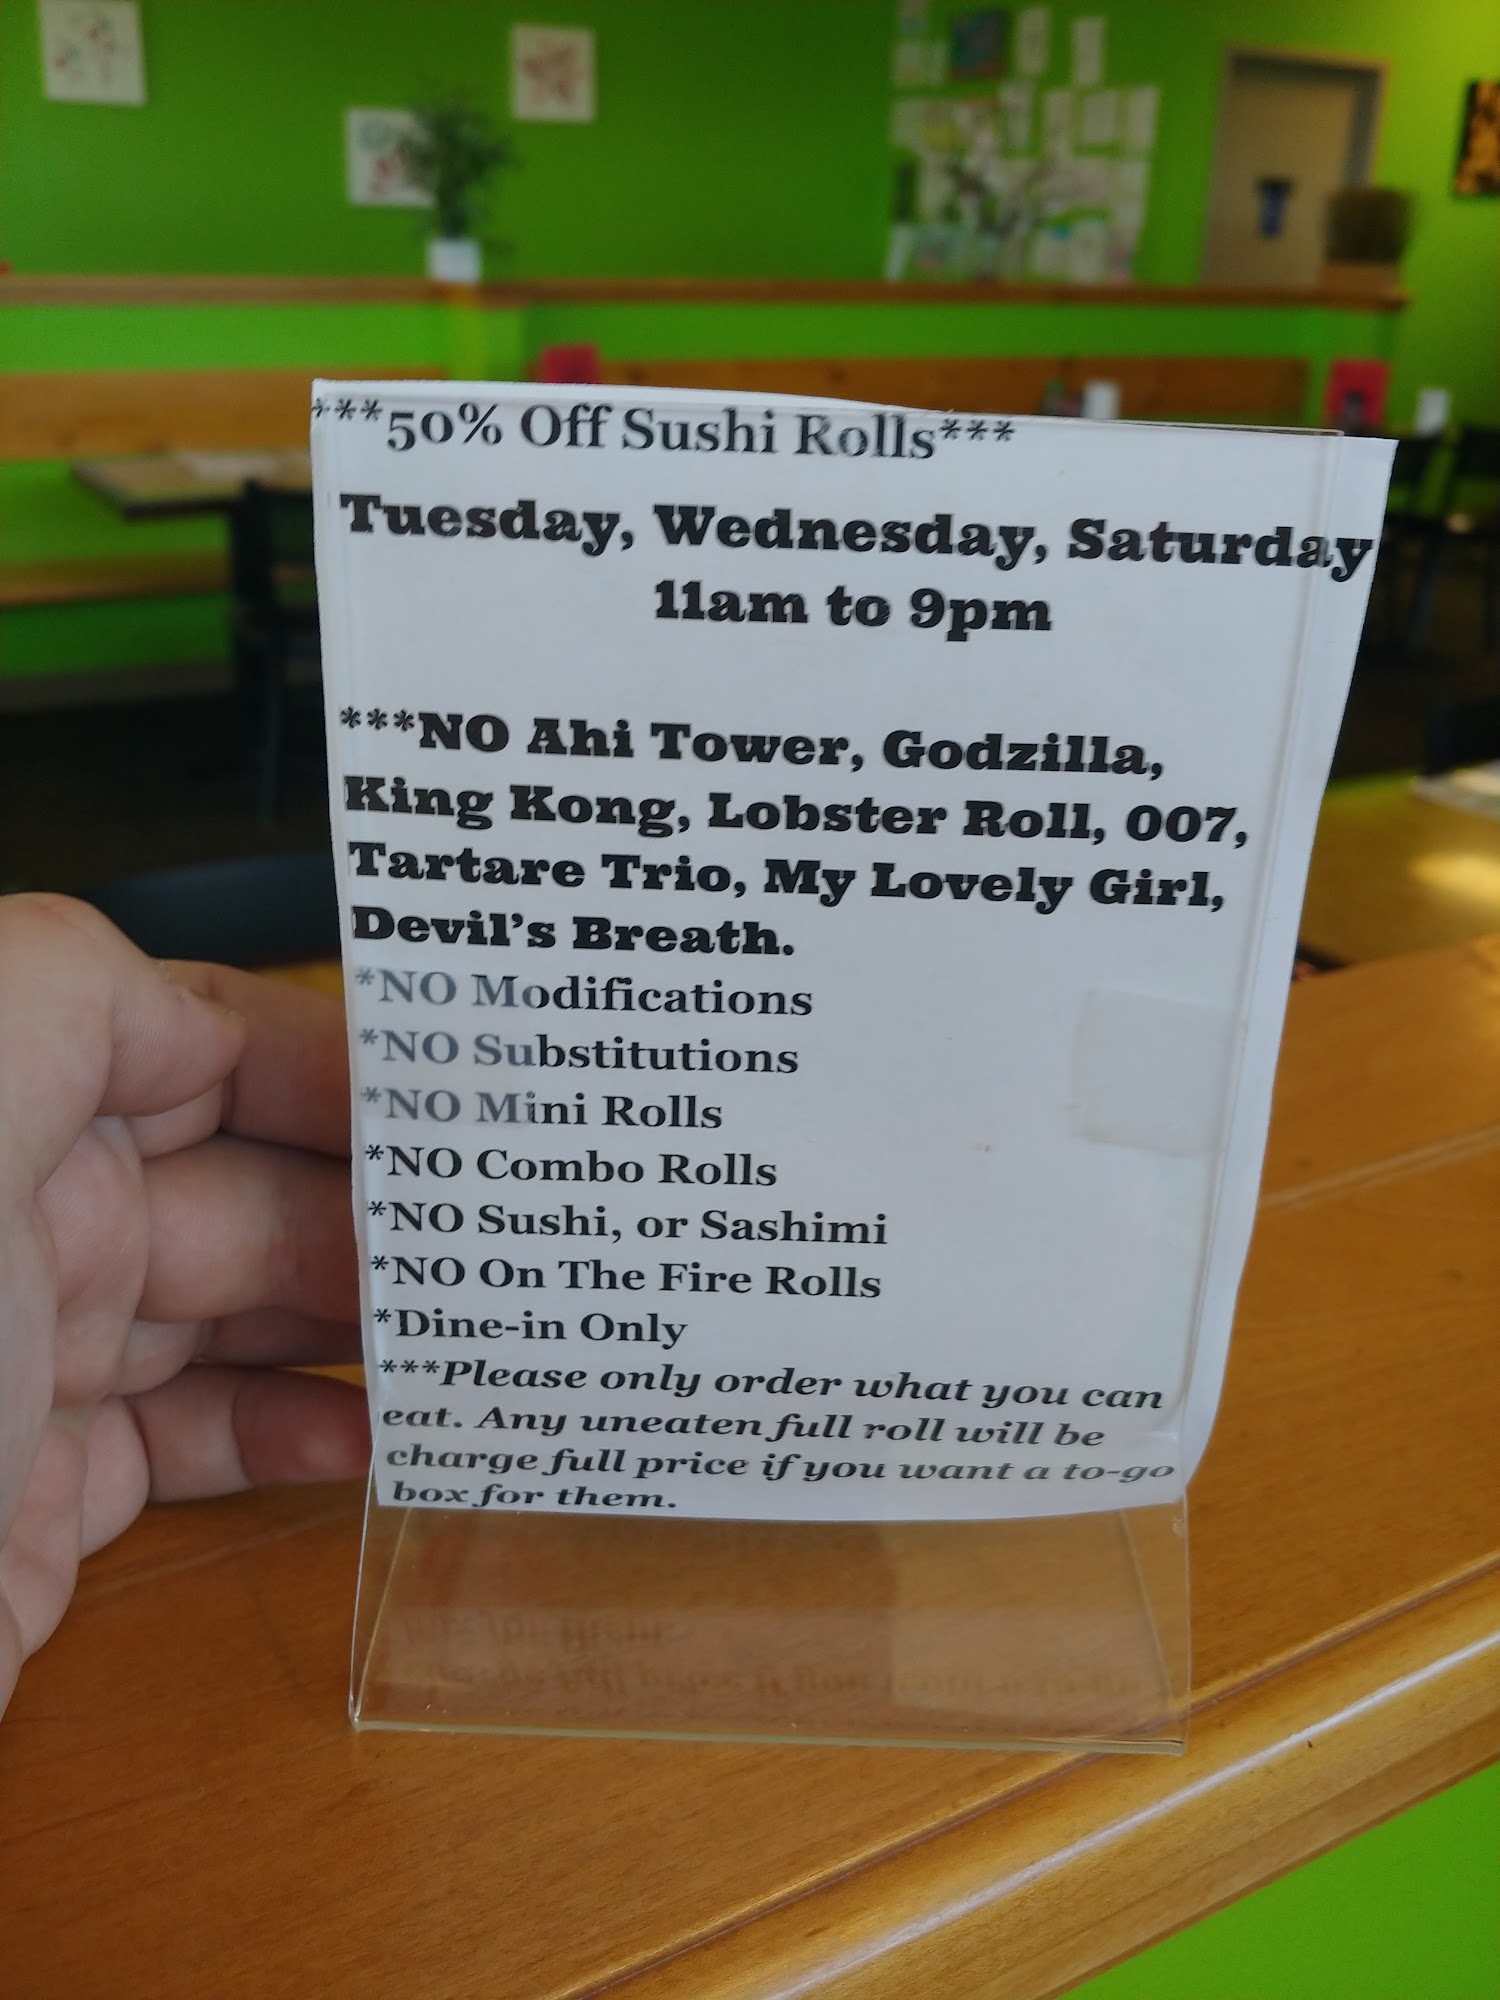 ***50% Off Sushi Rolls***
Tuesday, Wednesday, Saturday
11am to 9pm
***NO Ahi Tower, Godzilla,
King Kong, Lobster Roll, 007,
Tartare Trio, My Lovely Girl,
Devil's Breath.
*NO Modifications
*NO Substitutions
*NO Mini Rolls
*NO Combo Rolls
*NO Sushi, or Sashimi
*NO On The Fire Rolls
*Dine-in Only
***Please only order what you can
eat. Any uneaten full roll will be
charge full price if you want a to-go
box for them.